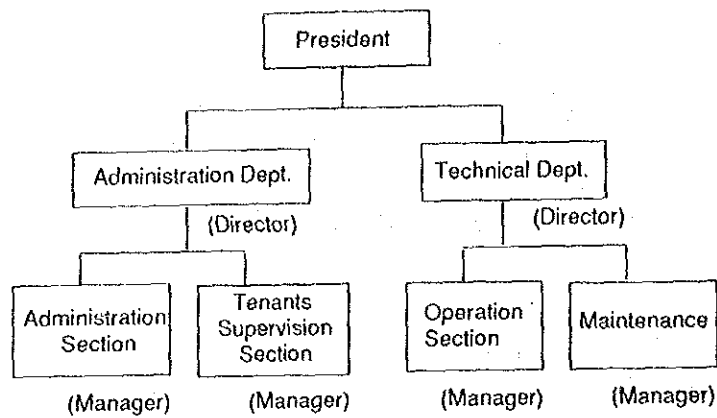 President
Administration Dept.
Technical Dept.
(Director)
(Director)
Administration
Section
Tenants
Supervision
Section
Operation
Section
Maintenance
(Manager)
(Manager)
(Manager)
(Manager)